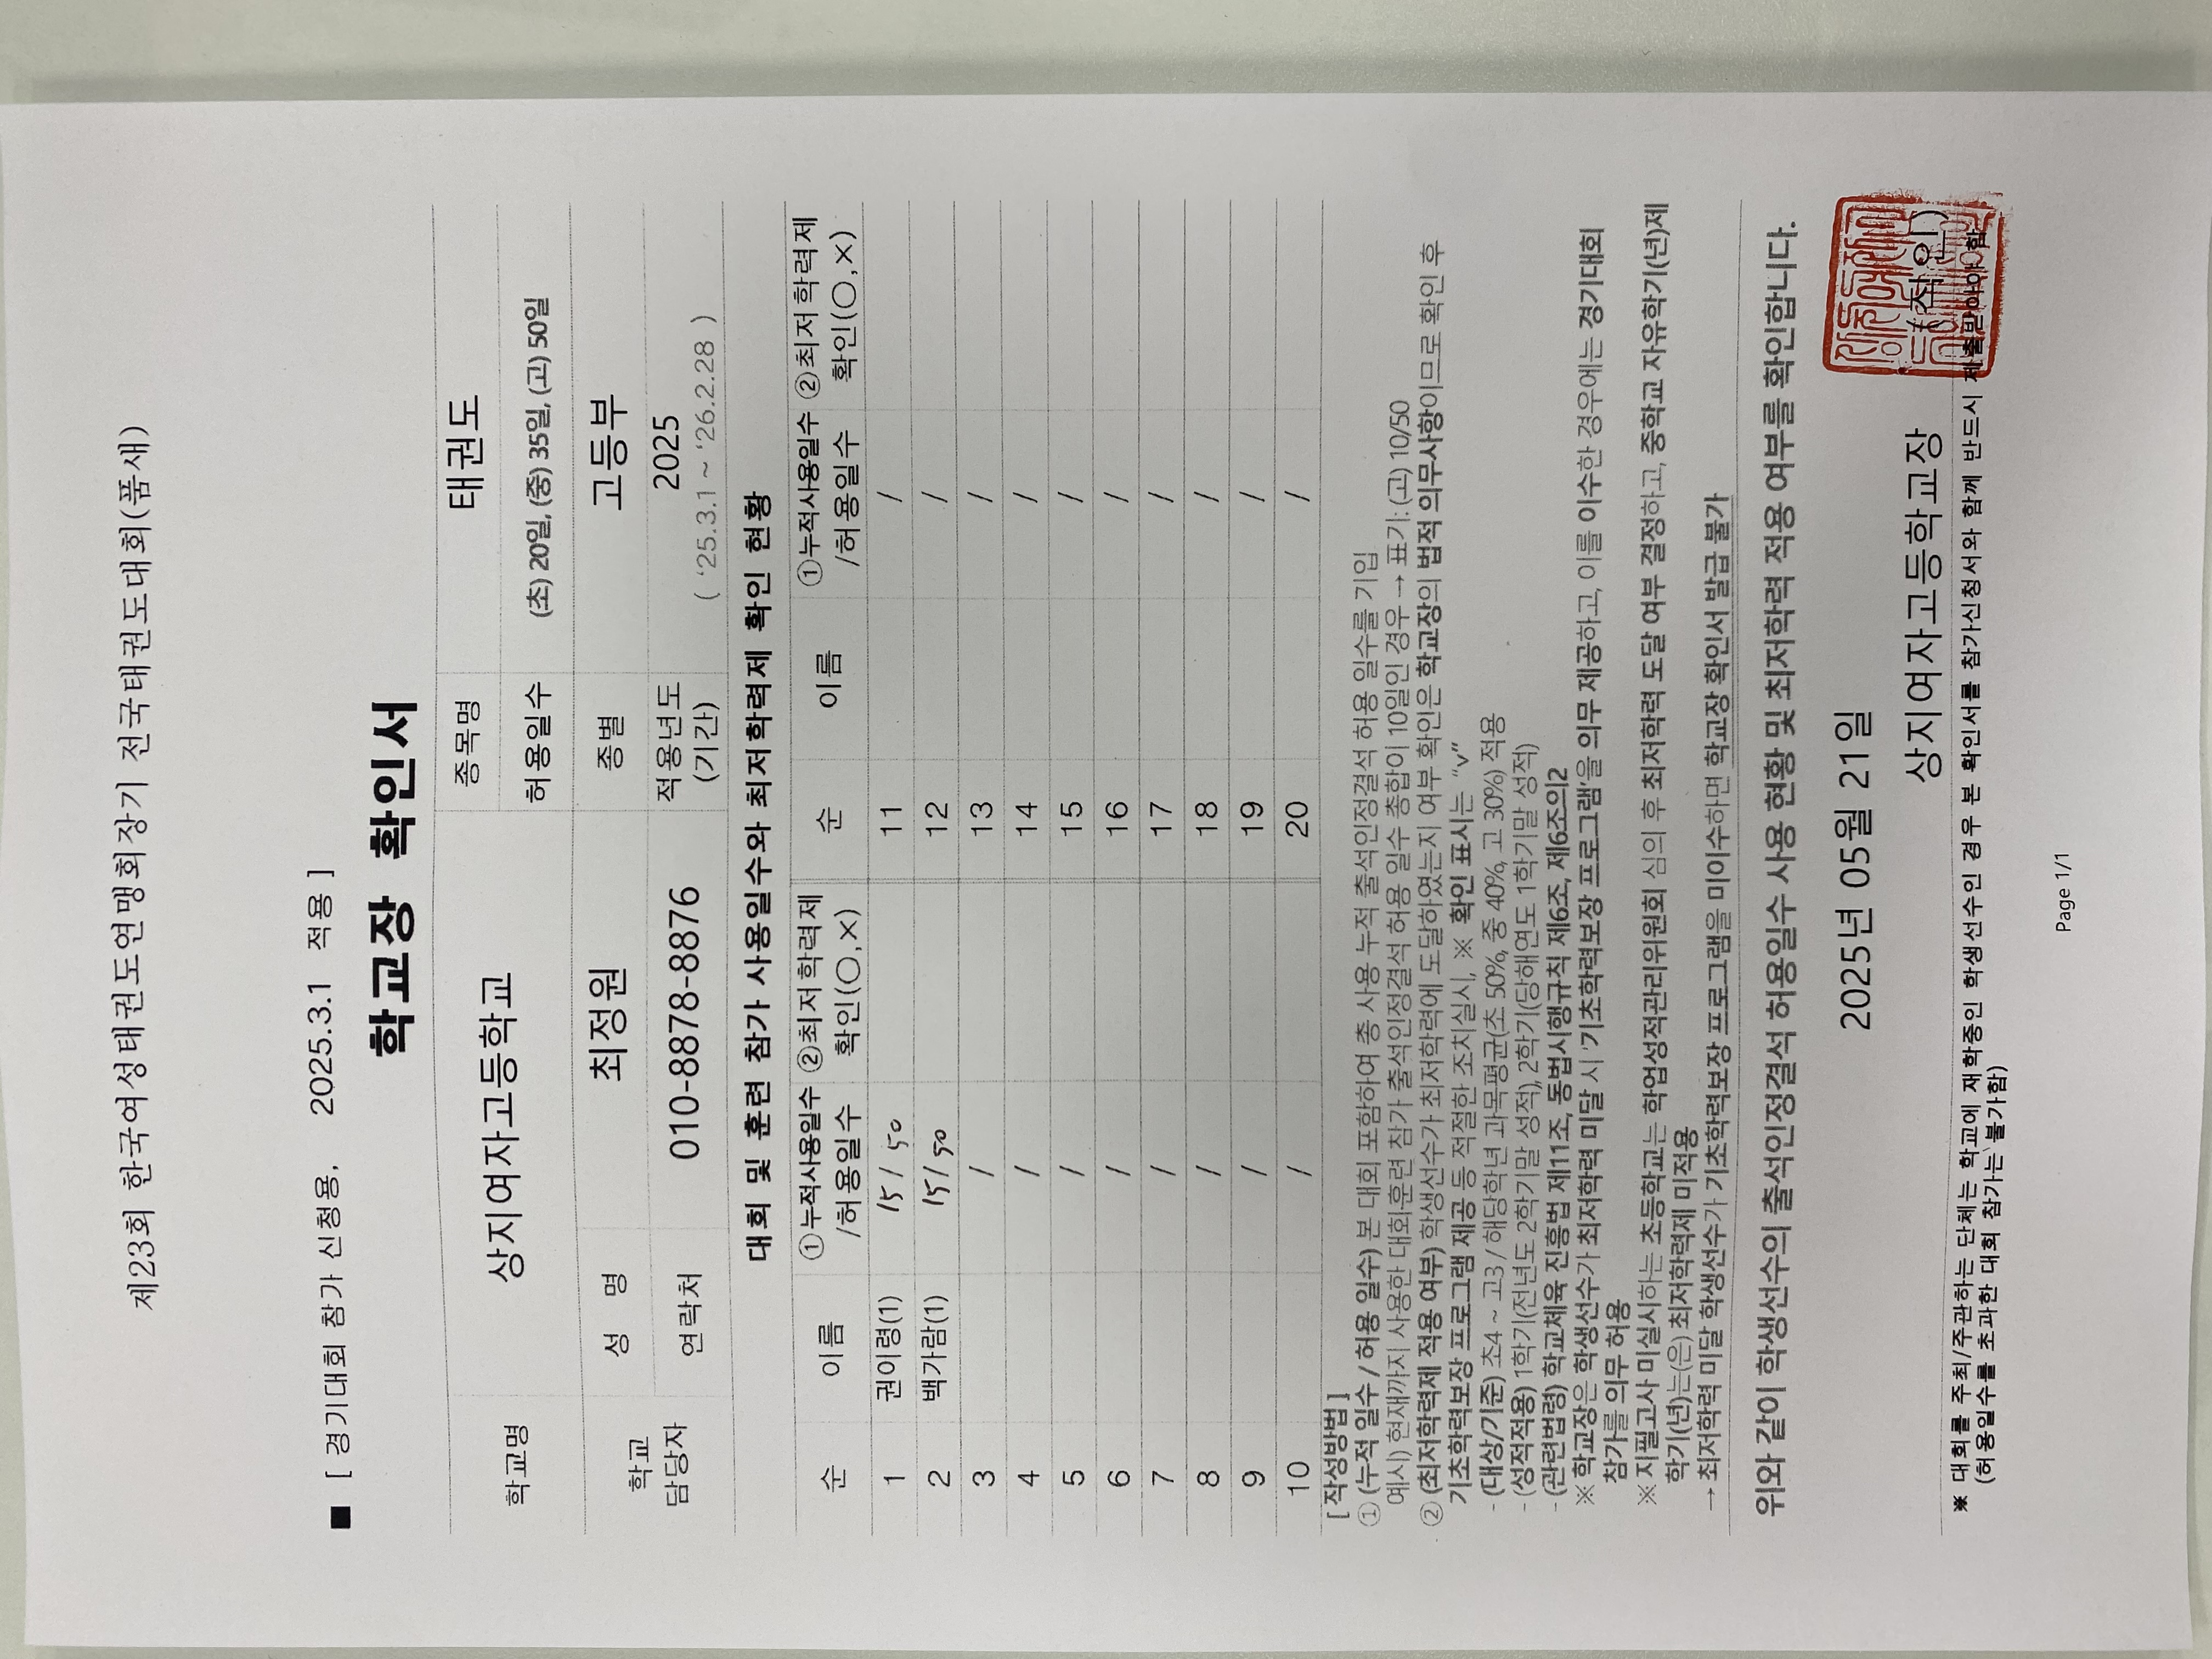 제23회 한국여성태권도연맹회장기 전국태권도대회(품새)
■ [ 경기대회 참가 신청용, 2025.3.1 적용 ]
학교장 확인서
학교명 상지여자고등학교 종목명 태권도
허용일수 (초) 20일, (중) 35일, (고) 50일
학교 담당자 성 명 최정원 종별 고등부
연락처 010-8878-8876 적용년도 (기간) 2025 ( '25.3.1 ~ '26.2.28 )
대회 및 훈련 참가 사용일수와 최저학력제 확인 현황
순 이름 ①누적사용일수 /허용일수 ②최저학력제 확인(○,×) 순 이름 ①누적사용일수 /허용일수 ②최저학력제 확인(○,×)
1 권이령(1) 15 / 50 11 /
2 백가람(1) 15 / 50 12 /
3 / 13 /
4 / 14 /
5 / 15 /
6 / 16 /
7 / 17 /
8 / 18 /
9 / 19 /
10 / 20 /
[ 작성방법 ]
① (누적 일수 / 허용 일수) 본 대회 포함하여 총 사용 누적 출석인정결석 허용 일수를 기입
예시) 현재까지 사용한 대회훈련 참가 출석인정결석 허용 일수 총합이 10일인 경우 → 표기: (고) 10/50
② (최저학력제 적용 여부) 학생선수가 최저학력에 도달하였는지 여부 확인은 학교장의 법적 의무사항이므로 확인 후
기초학력보장 프로그램 제공 등 적절한 조치실시, ※ 확인 표시는 "v"
- (대상/기준) 초4 ~ 고3 / 해당학년 과목평균(초 50%, 중 40%, 고 30%) 적용
- (성적적용) 1학기(전년도 2학기말 성적), 2학기(당해연도 1학기말 성적)
- (관련법령) 학교체육 진흥법 제11조, 동법시행규칙 제6조, 제6조의2
※ 학교장은 학생선수가 최저학력 미달 시 '기초학력보장 프로그램'을 의무 제공하고, 이를 이수한 경우에는 경기대회
참가를 의무 허용
※ 지필고사 미실시하는 초등학교는 학업성적관리위원회 심의 후 최저학력 도달 여부 결정하고, 중학교 자유학기(년)제
학기(년)는(은) 최저학력제 미적용
→ 최저학력 미달 학생선수가 기초학력보장 프로그램을 미이수하면 학교장 확인서 발급 불가
위와 같이 학생선수의 출석인정결석 허용일수 사용 현황 및 최저학력 적용 여부를 확인합니다.
2025년 05월 21일
상지여자고등학교장 (직인)
※ 대회를 주최/주관하는 단체는 학교에 재학중인 학생선수인 경우 본 확인서를 참가신청서와 함께 반드시 제출받아야 함
(허용일수를 초과한 대회 참가는 불가함)
Page 1/1